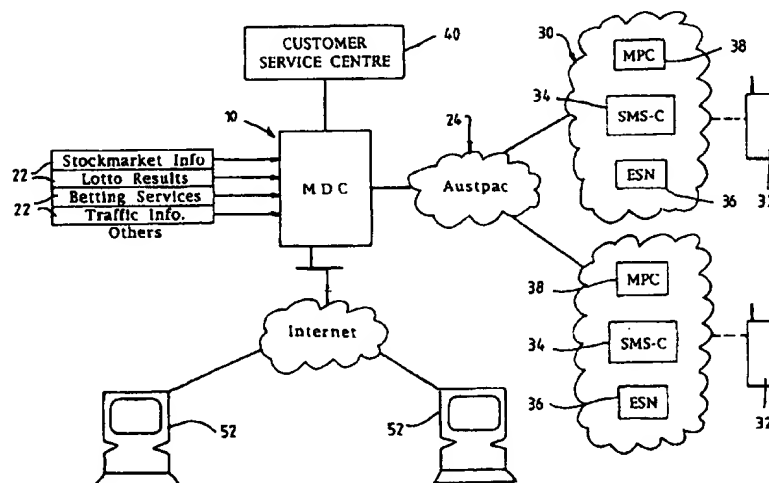 CUSTOMER
SERVICE CENTRE
40
30
MPC
38
34
SMS-C
10
24
22
Stockmarket Info
Lotto Results
22
Betting Services
Traffic Info.
Others
M D C
Austpac
ESN
36
38
MPC
Internet
34
SMS-C
52
52
36
ESN
32